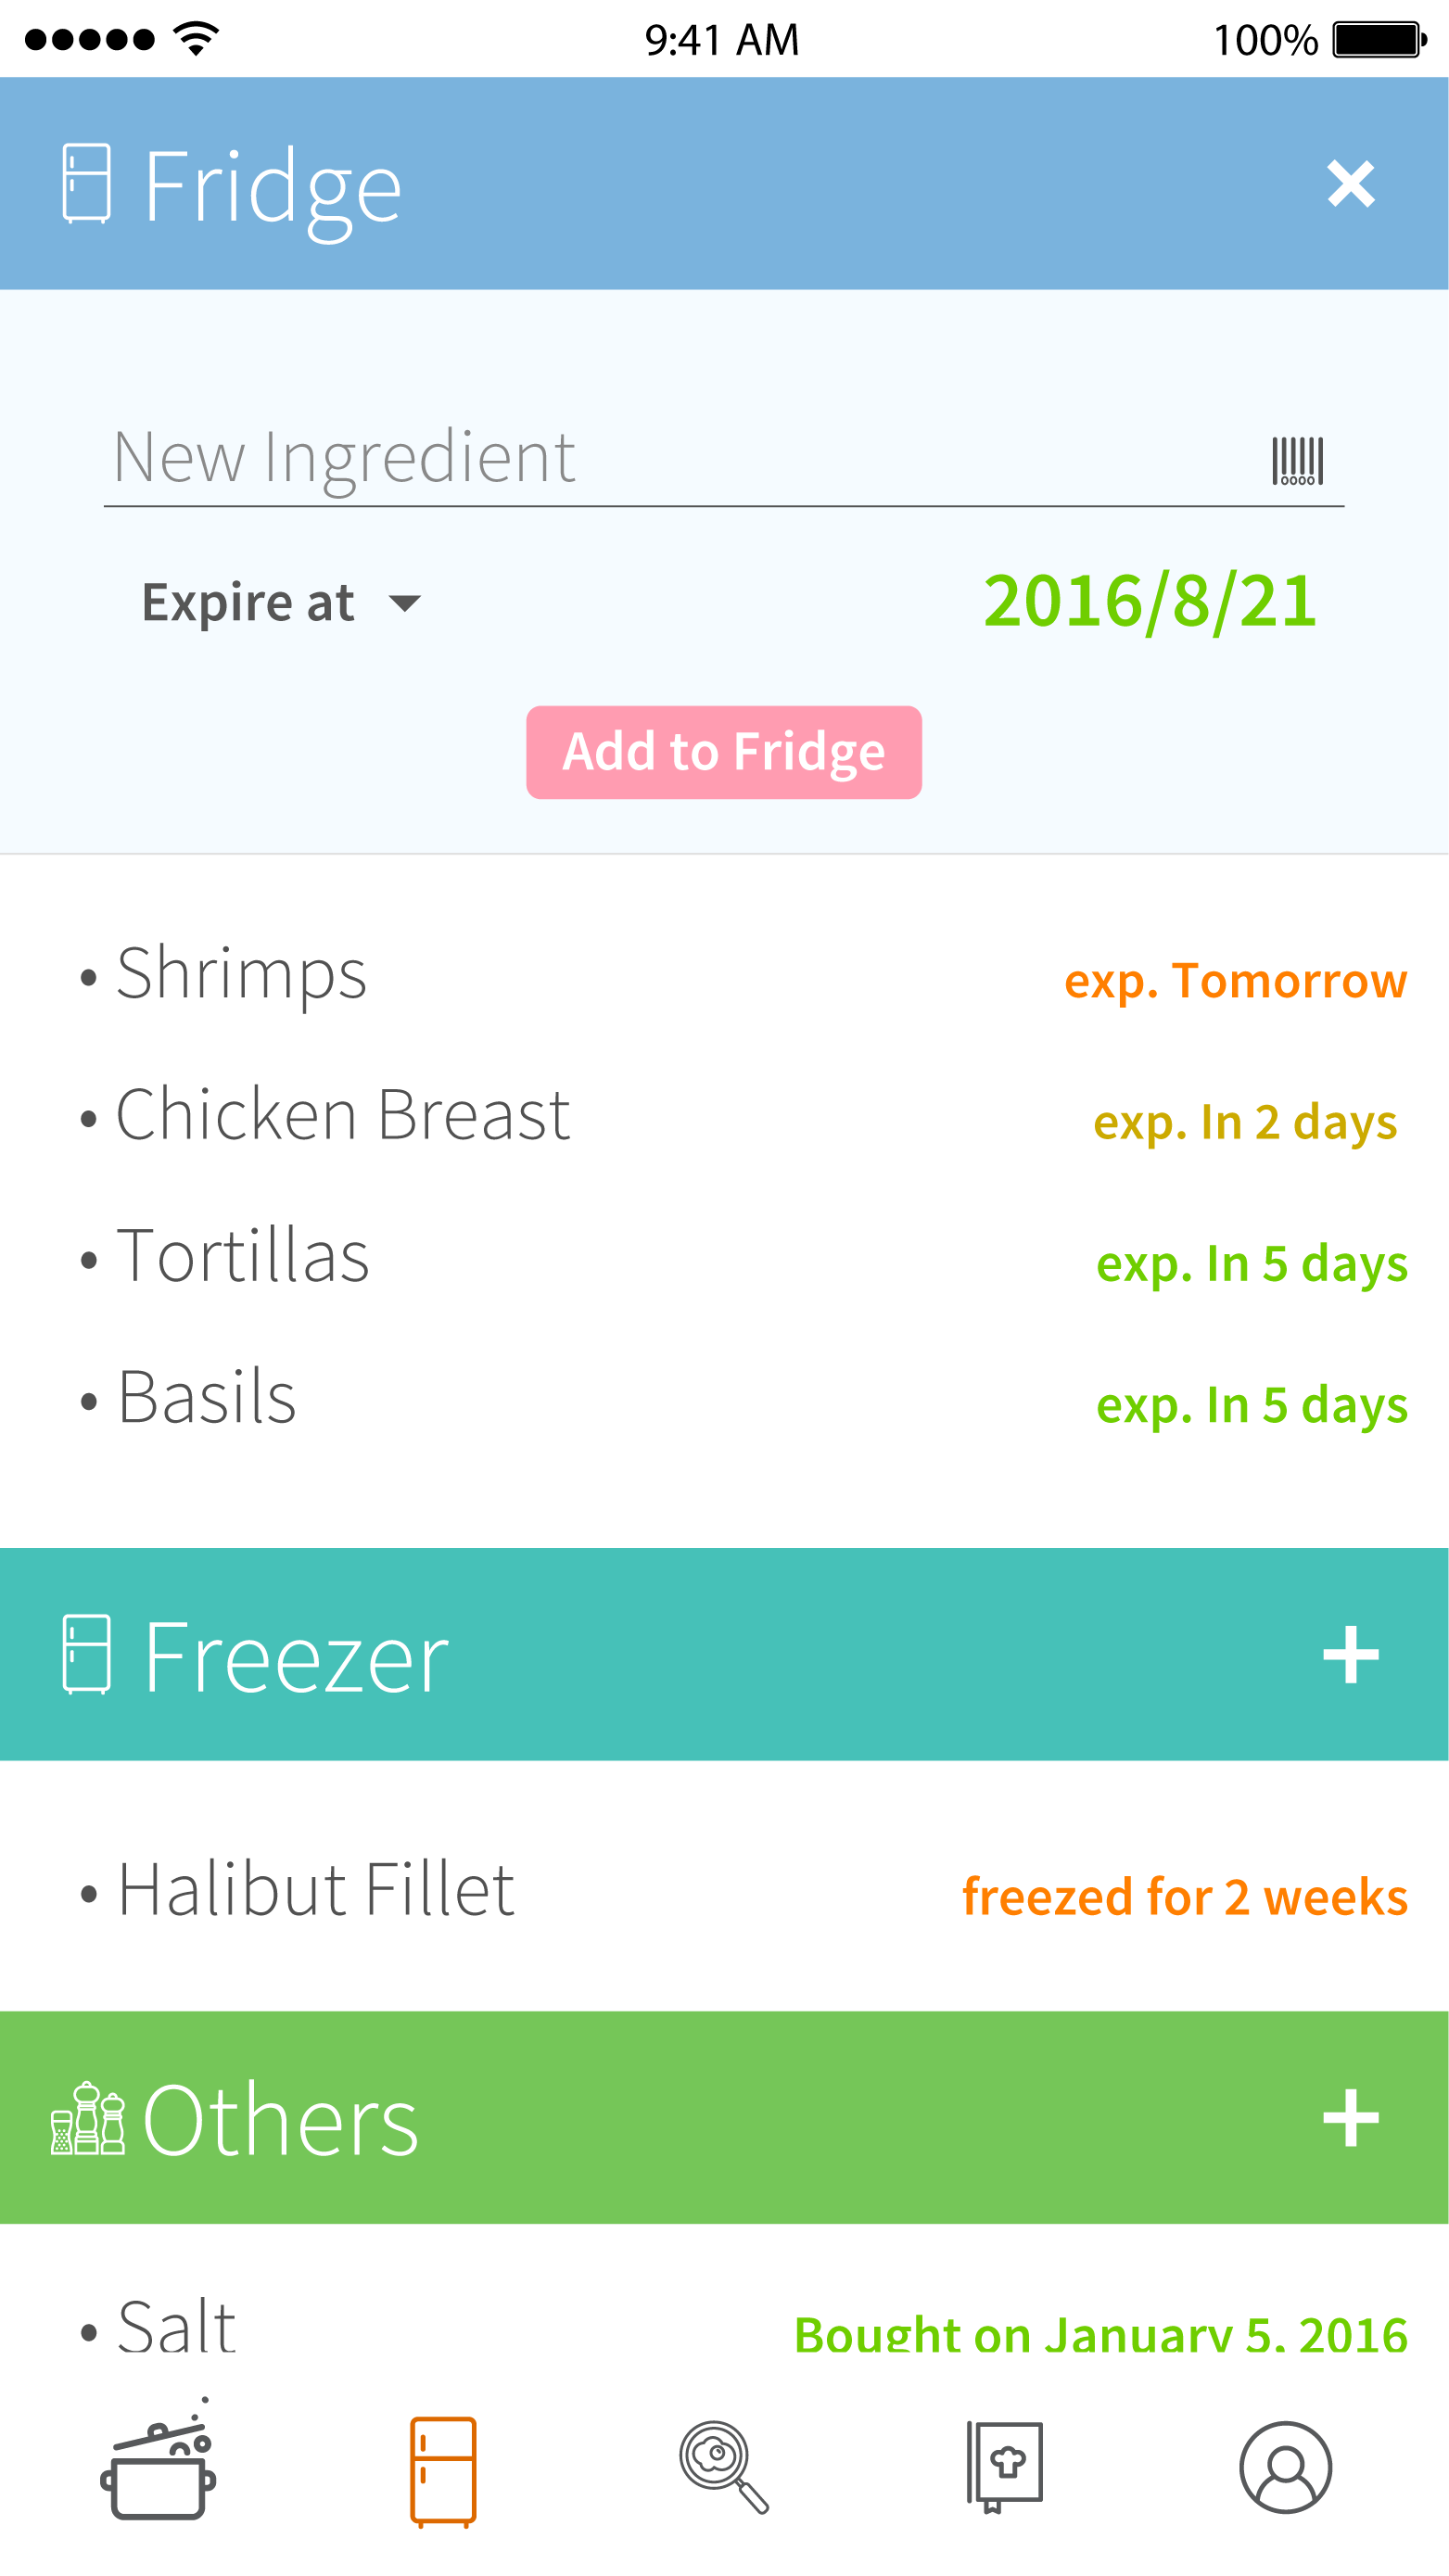 9:41 AM 100%
Fridge
New Ingredient
Expire at 2016/8/21
Add to Fridge
• Shrimps exp. Tomorrow
• Chicken Breast exp. In 2 days
• Tortillas exp. In 5 days
• Basils exp. In 5 days
Freezer
• Halibut Fillet freezed for 2 weeks
Others
• Salt Bought on January 5, 2016